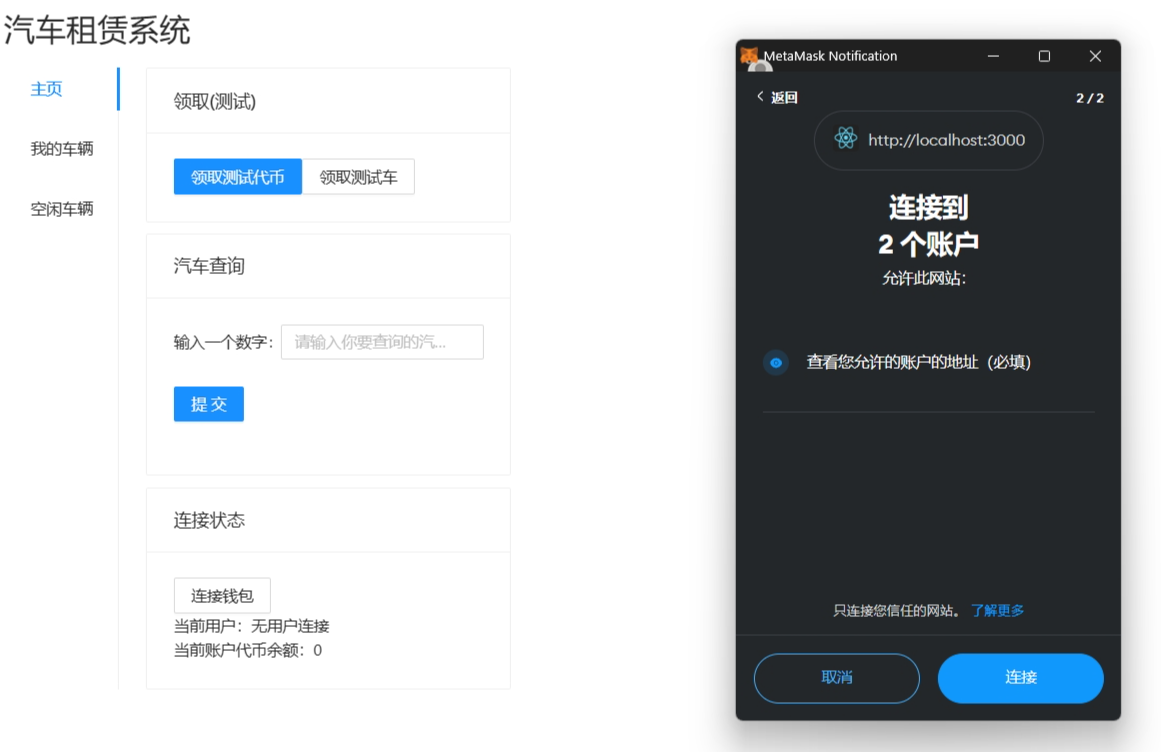 汽车租赁系统
主页
我的车辆
空闲车辆
领取(测试)
领取测试代币
领取测试车
汽车查询
输入一个数字：
请输入你要查询的汽...
提 交
连接状态
连接钱包
当前用户：无用户连接
当前账户代币余额：0
MetaMask Notification
返回
2 / 2
http://localhost:3000
连接到
2 个账户
允许此网站：
查看您允许的账户的地址（必填）
只连接您信任的网站。 了解更多
取消
连接